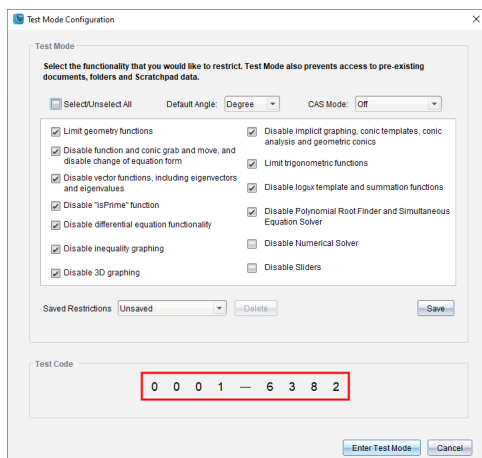 Test Mode Configuration
Test Mode
Select the functionality that you would like to restrict. Test Mode also prevents access to pre-existing
documents, folders and Scratchpad data.
Select/Unselect All Default Angle: Degree CAS Mode: Off
Limit geometry functions
Disable function and conic grab and move, and
disable change of equation form
Disable vector functions, including eigenvectors
and eigenvalues
Disable "isPrime" function
Disable differential equation functionality
Disable inequality graphing
Disable 3D graphing
Disable implicit graphing, conic templates, conic
analysis and geometric conics
Limit trigonometric functions
Disable logbx template and summation functions
Disable Polynomial Root Finder and Simultaneous
Equation Solver
Disable Numerical Solver
Disable Sliders
Saved Restrictions Unsaved Delete Save
Test Code
0 0 0 1 — 6 3 8 2
Enter Test Mode Cancel